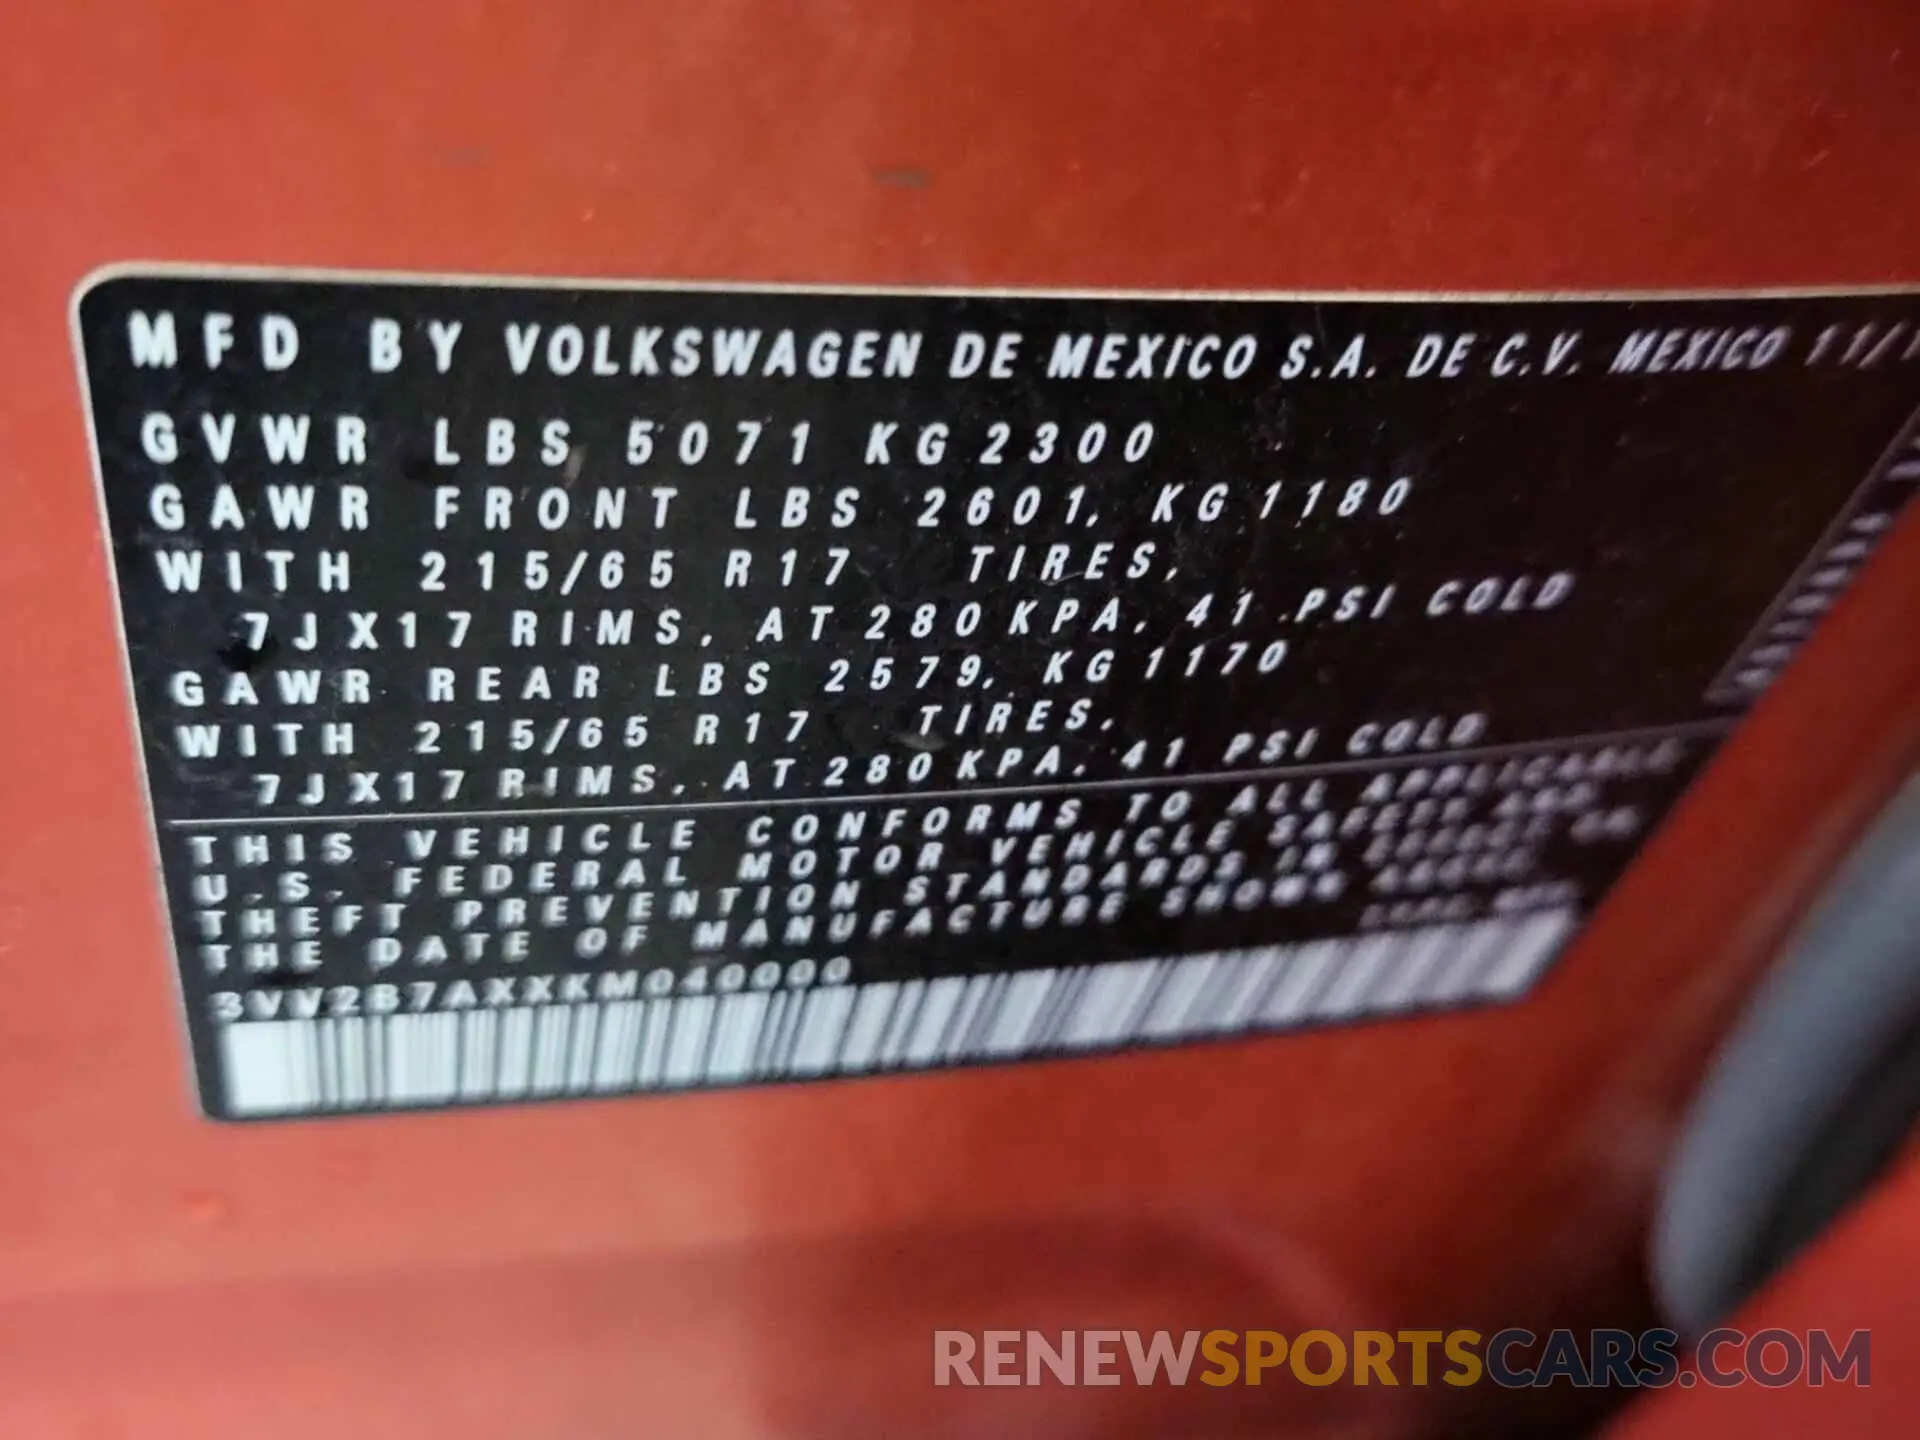 MFD BY VOLKSWAGEN DE MEXICO S.A. DE C.V. MEXICO 11/1
GVWR LBS 5071 KG 2300
GAWR FRONT LBS 2601, KG 1180
WITH 215/65 R17 TIRES,
7JX17 RIMS, AT 280 KPA, 41 PSI COLD
GAWR REAR LBS 2579, KG 1170
WITH 215/65 R17 TIRES,
7JX17 RIMS, AT 280 KPA, 41 PSI COLD
THIS VEHICLE CONFORMS TO ALL APPLICABLE
U.S. FEDERAL MOTOR VEHICLE SAFETY AND
THEFT PREVENTION STANDARDS IN EFFECT ON
THE DATE OF MANUFACTURE SHOWN ABOVE.
3VV2B7AXXKM040000
RENEWSPORTSCARS.COM